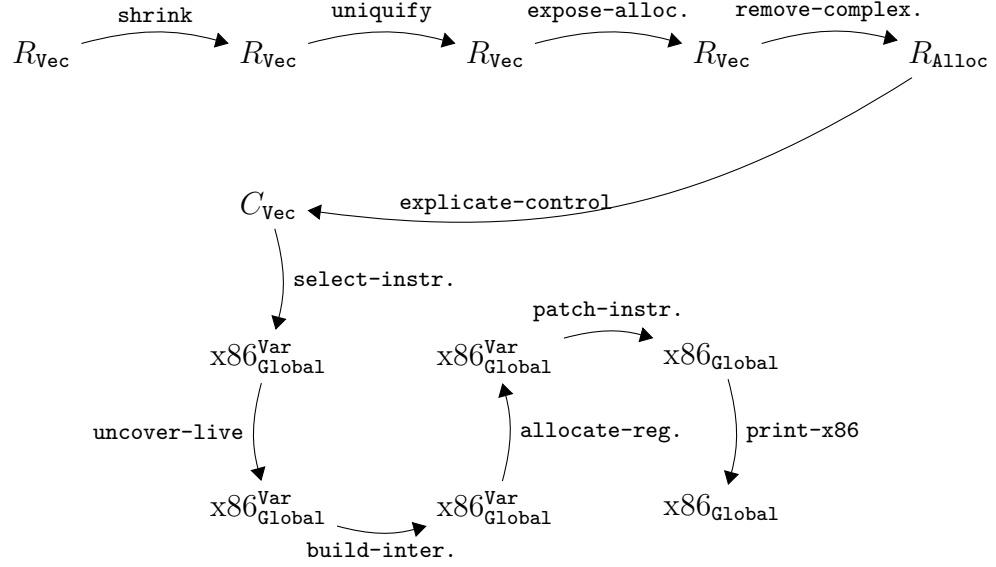 shrink uniquify expose-alloc. remove-complex.
R_Vec R_Vec R_Vec R_Vec R_Alloc
C_Vec explicate-control
select-instr.
patch-instr.
x86^Var_Global x86^Var_Global x86_Global
uncover-live allocate-reg. print-x86
x86^Var_Global x86^Var_Global x86_Global
build-inter.